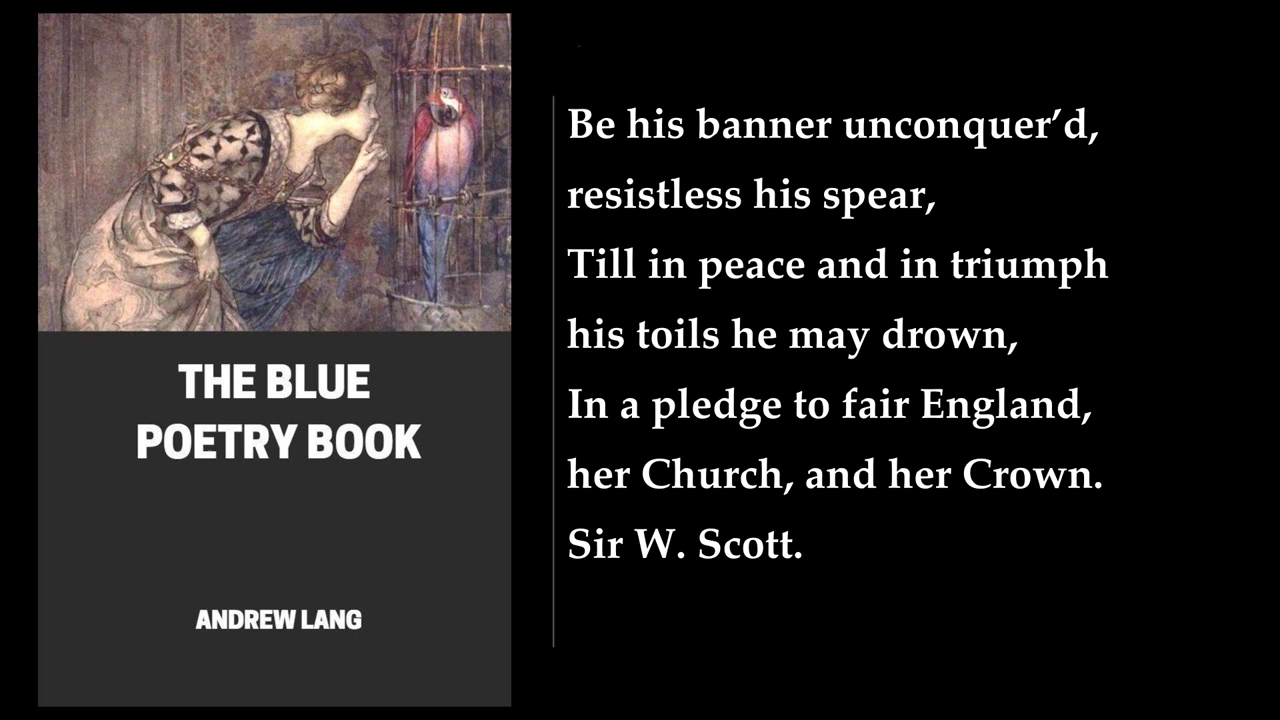 THE BLUE
POETRY BOOK
ANDREW LANG
Be his banner unconquer’d,
resistless his spear,
Till in peace and in triumph
his toils he may drown,
In a pledge to fair England,
her Church, and her Crown.
Sir W. Scott.